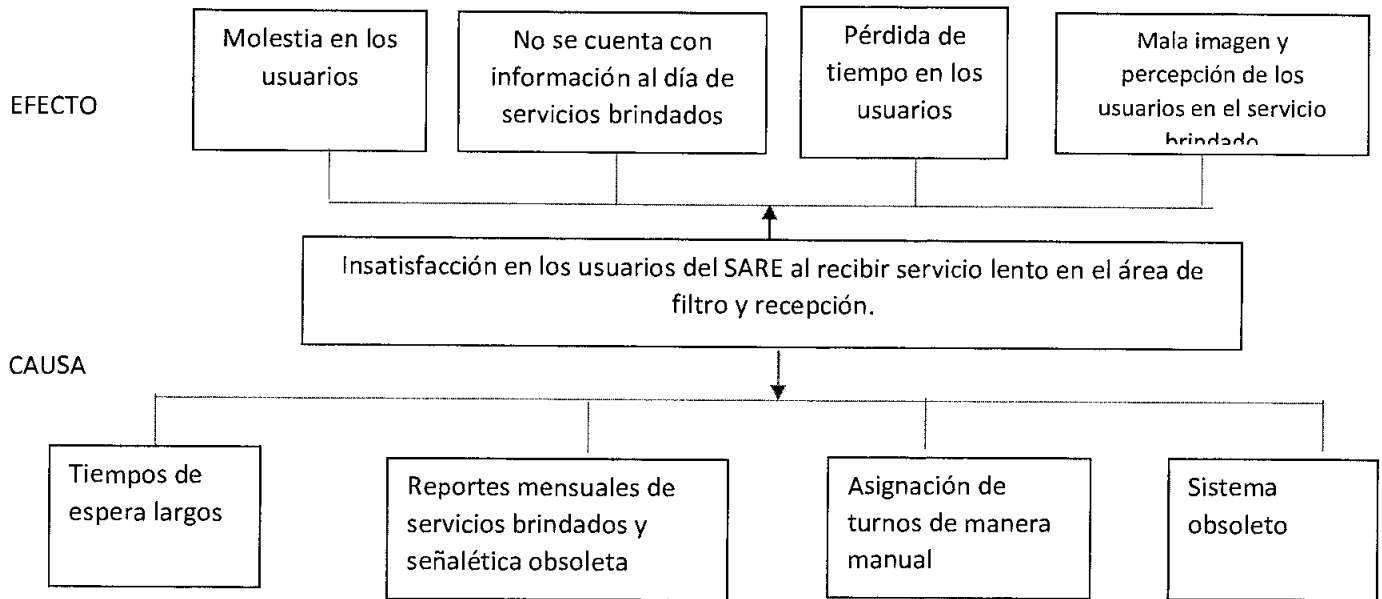 EFECTO
Molestia en los
usuarios
No se cuenta con
información al día de
servicios brindados
Pérdida de
tiempo en los
usuarios
Mala imagen y
percepción de los
usuarios en el servicio
brindado
Insatisfacción en los usuarios del SARE al recibir servicio lento en el área de
filtro y recepción.
CAUSA
Tiempos de
espera largos
Reportes mensuales de
servicios brindados y
señalética obsoleta
Asignación de
turnos de manera
manual
Sistema
obsoleto